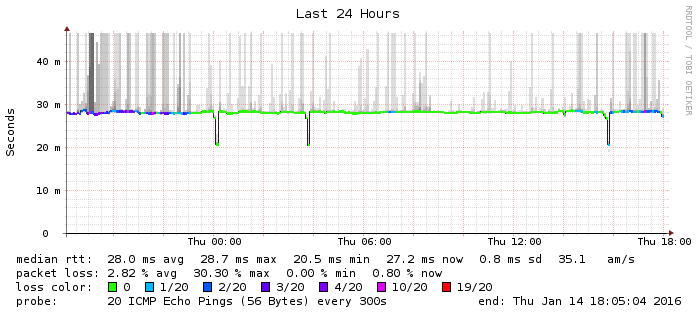 Last 24 Hours
RRDTOOL / TOBI OETIKER
Seconds
40 m
30 m
20 m
10 m
0
Thu 00:00 Thu 06:00 Thu 12:00 Thu 18:00
median rtt: 28.0 ms avg 28.7 ms max 20.5 ms min 27.2 ms now 0.8 ms sd 35.1 am/s
packet loss: 2.82 % avg 30.30 % max 0.00 % min 0.80 % now
loss color: 0 1/20 2/20 3/20 4/20 10/20 19/20
probe: 20 ICMP Echo Pings (56 Bytes) every 300s end: Thu Jan 14 18:05:04 2016